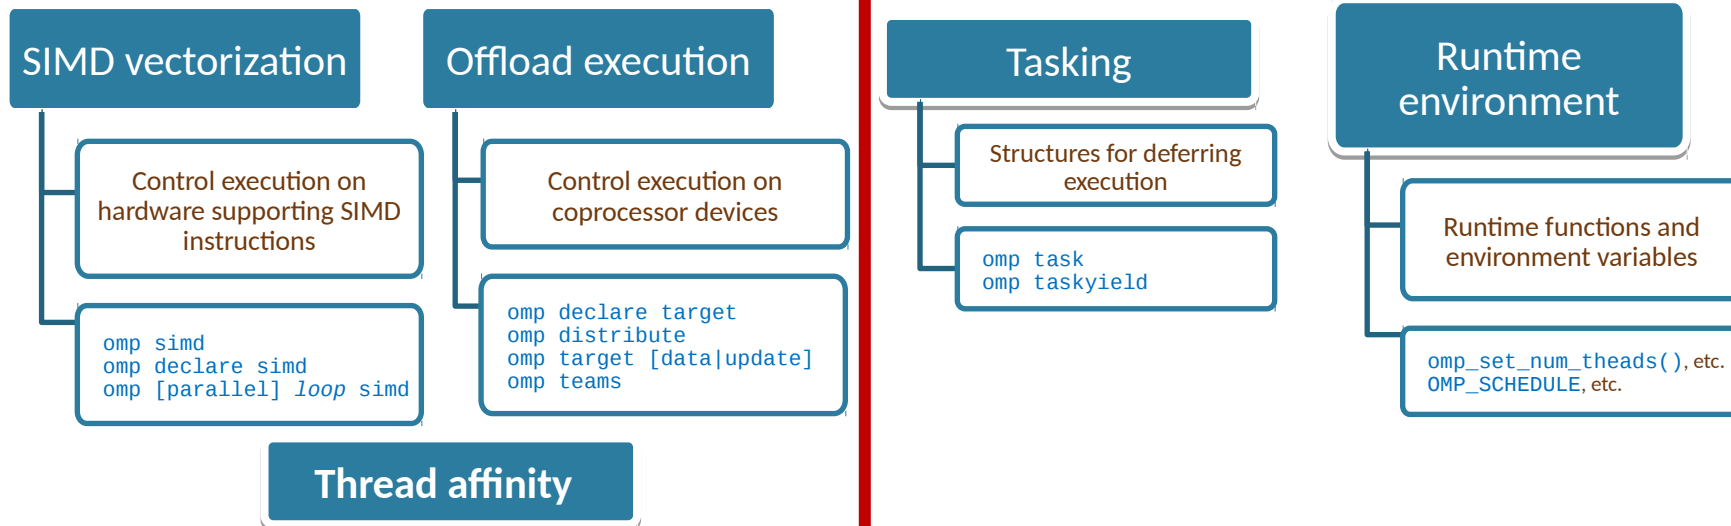 SIMD vectorization
Control execution on
hardware supporting SIMD
instructions
omp simd
omp declare simd
omp [parallel] loop simd
Offload execution
Control execution on
coprocessor devices
omp declare target
omp distribute
omp target [data|update]
omp teams
Thread affinity
Tasking
Structures for deferring
execution
omp task
omp taskyield
Runtime
environment
Runtime functions and
environment variables
omp_set_num_theads(), etc.
OMP_SCHEDULE, etc.